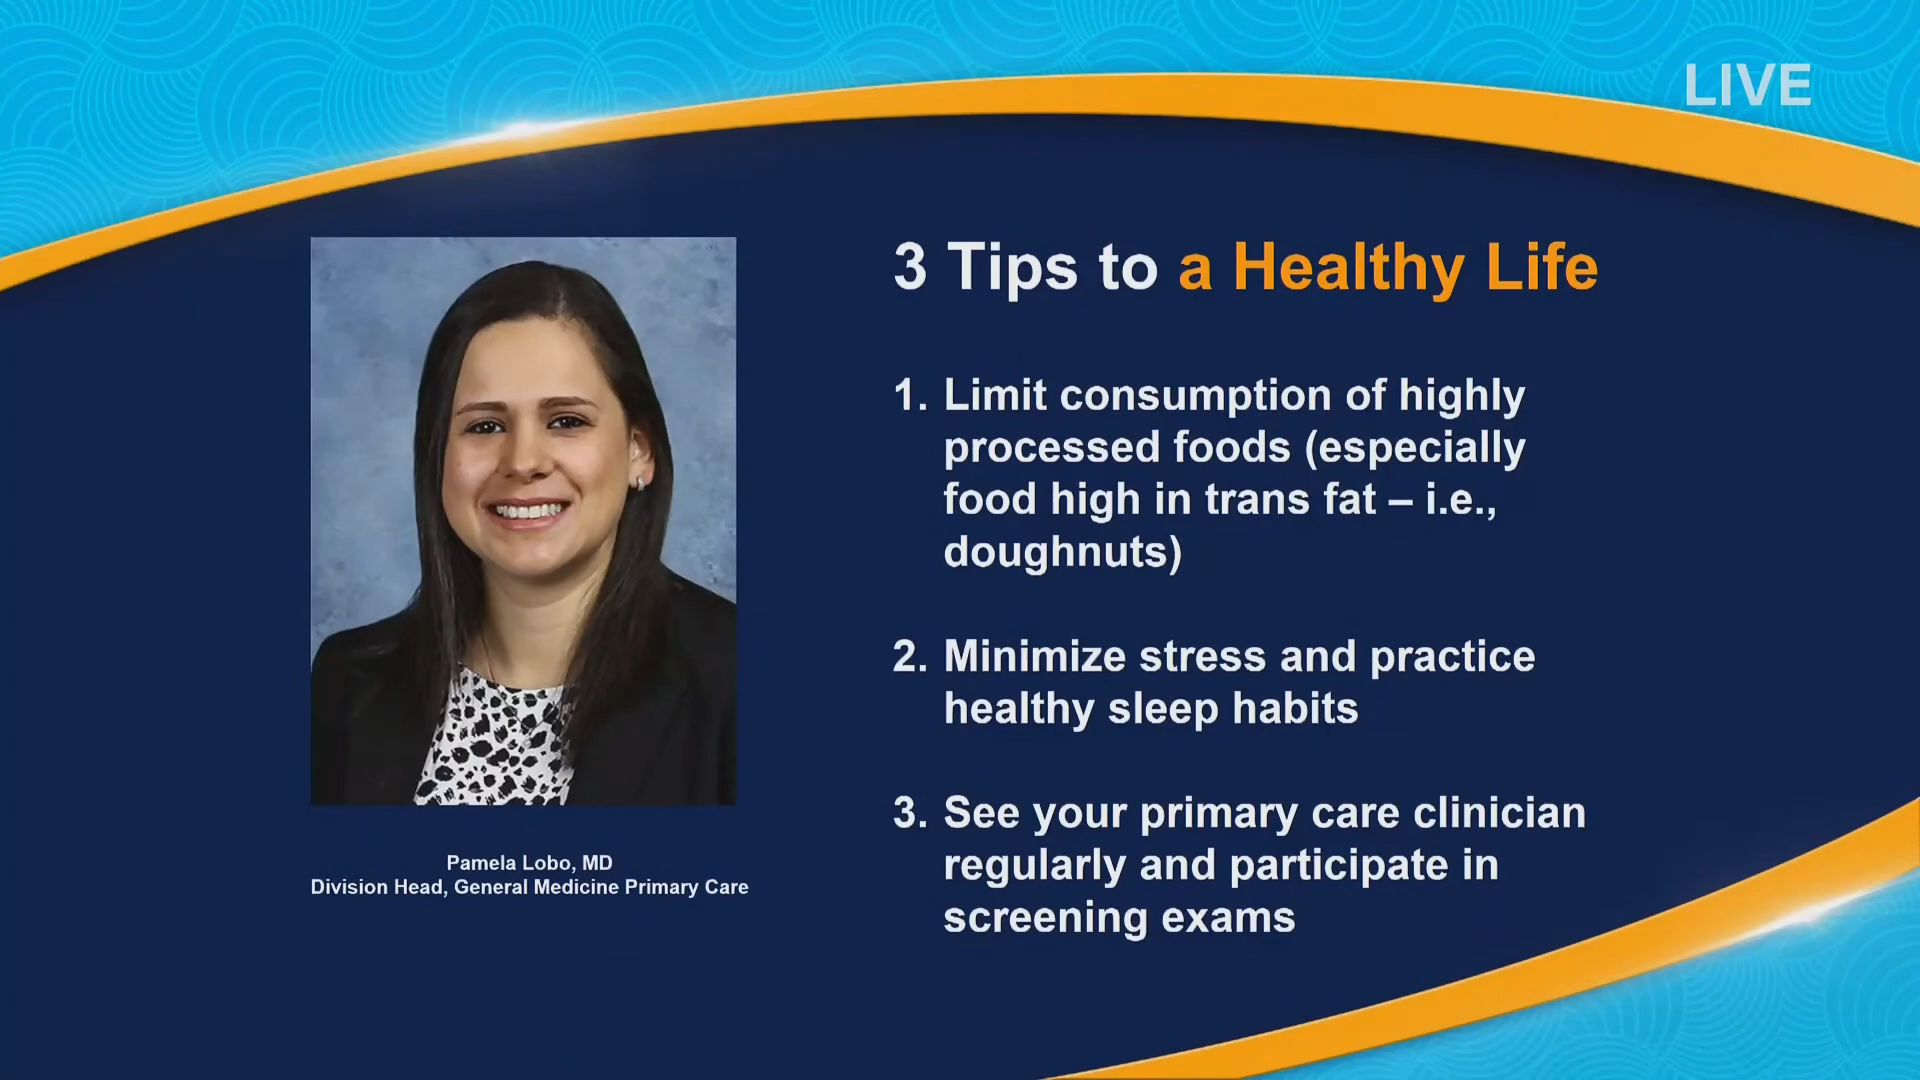 LIVE
3 Tips to a Healthy Life
1. Limit consumption of highly
processed foods (especially
food high in trans fat – i.e.,
doughnuts)
2. Minimize stress and practice
healthy sleep habits
3. See your primary care clinician
regularly and participate in
screening exams
Pamela Lobo, MD
Division Head, General Medicine Primary Care